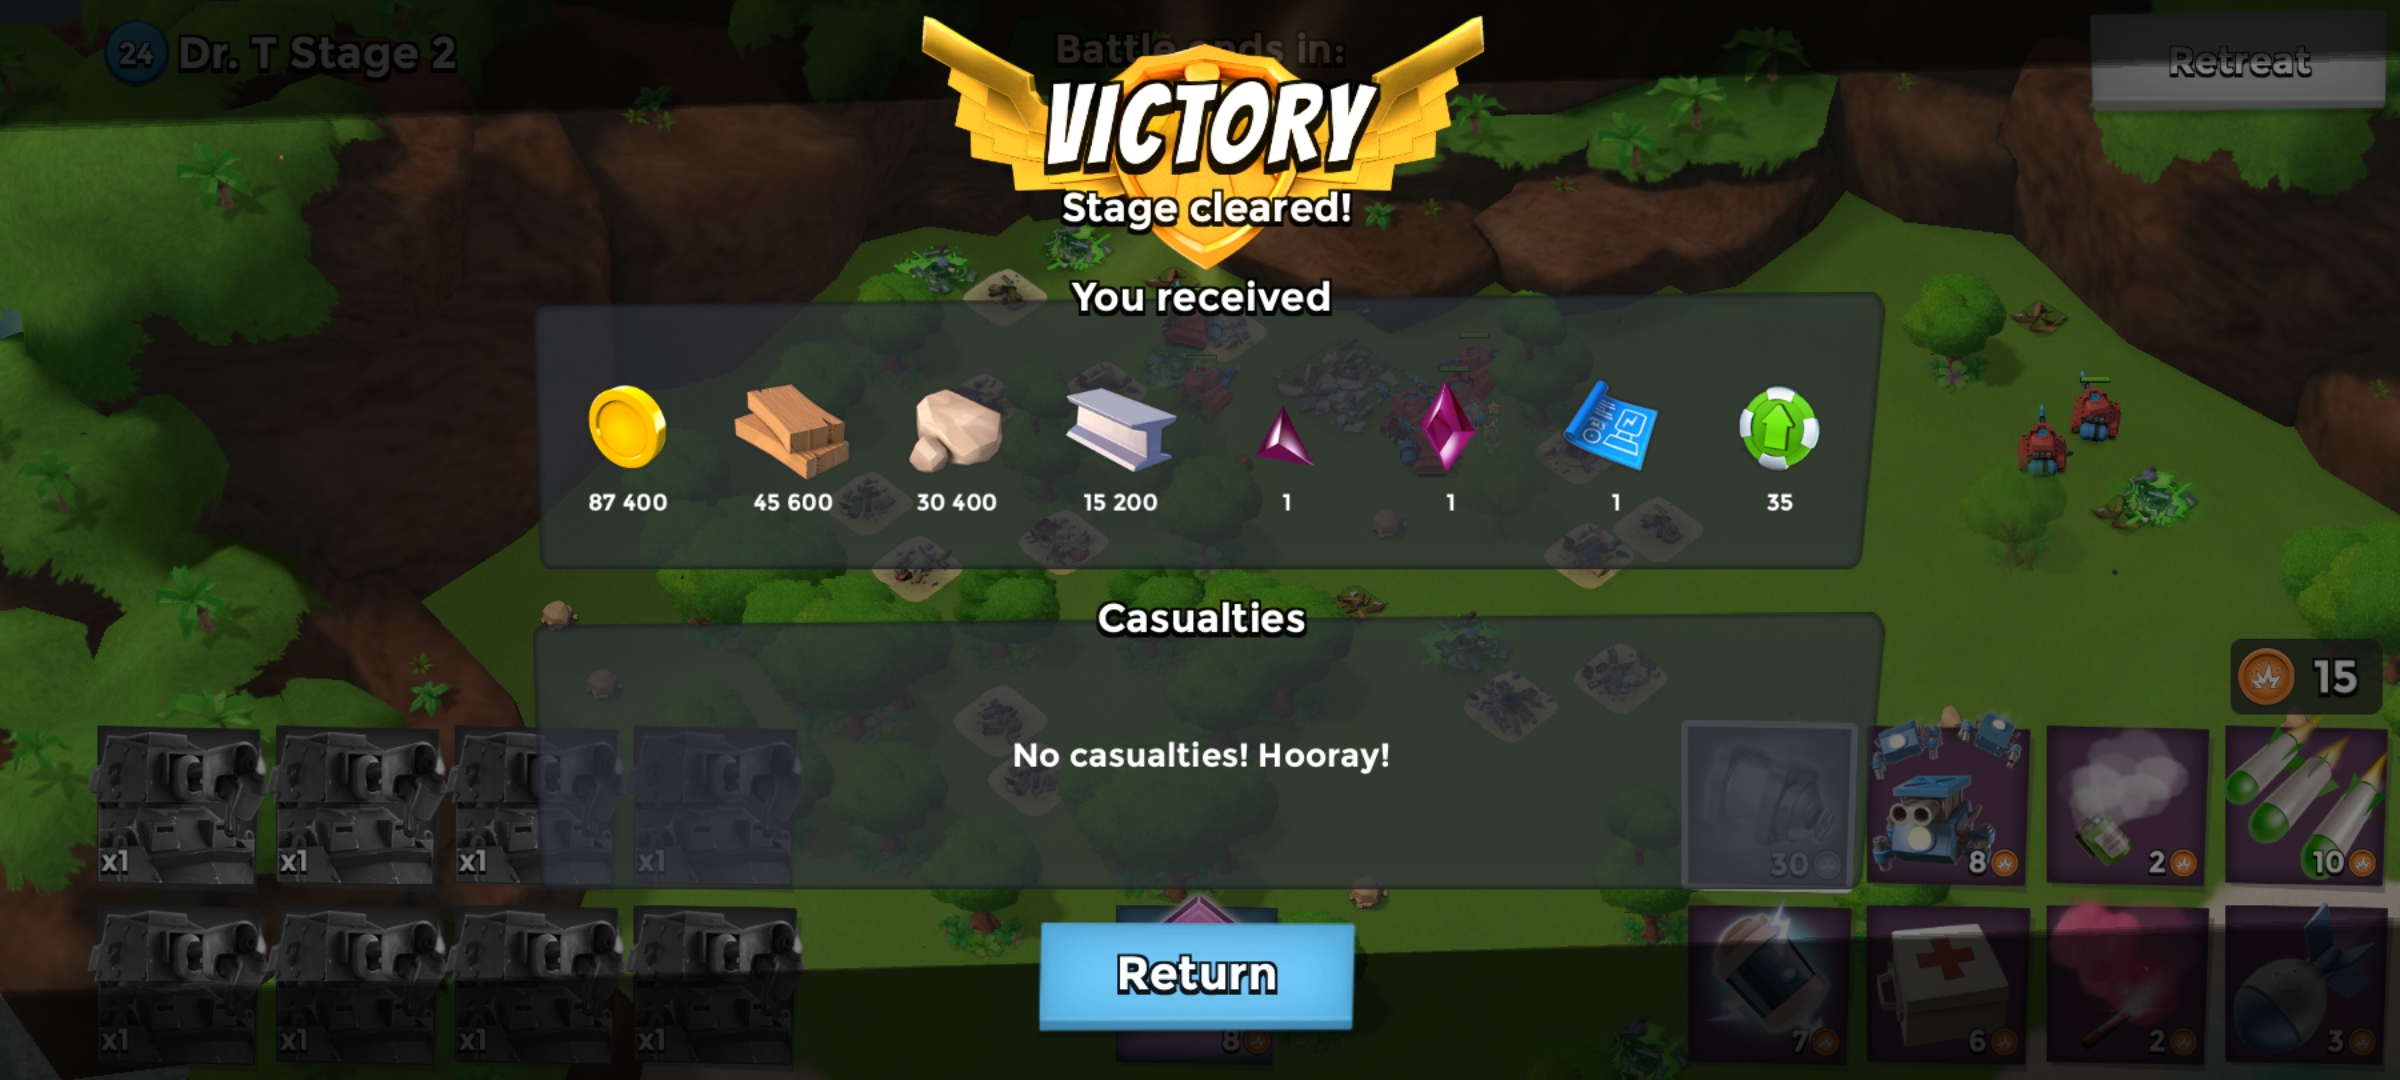 24 Dr. T Stage 2
Battle ends in:
Retreat
VICTORY
Stage cleared!
You received
87 400
45 600
30 400
15 200
1
1
1
35
Casualties
No casualties! Hooray!
15
x1
x1
x1
x1
30
8
2
10
Return
x1
x1
x1
x1
8
7
6
2
3